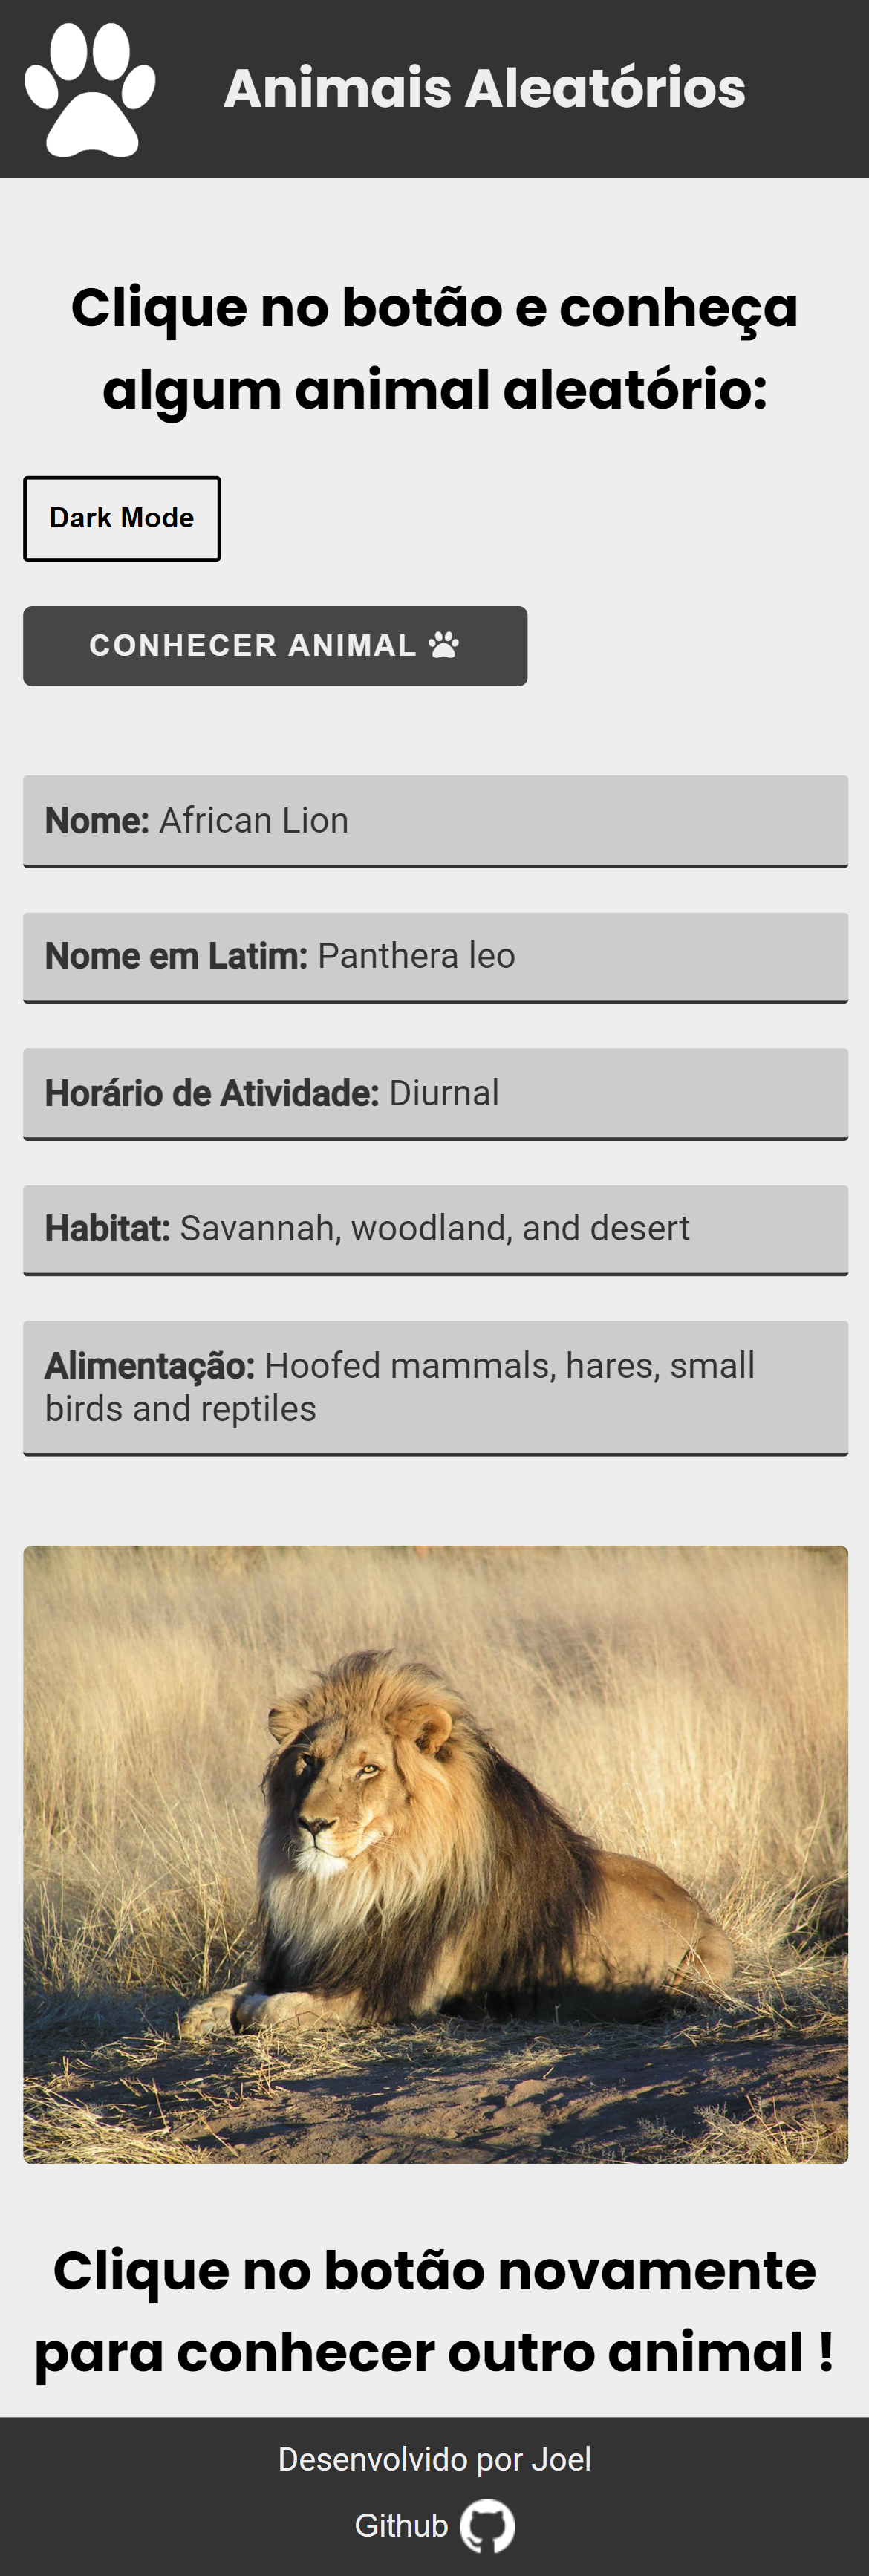 Animais Aleatórios
Clique no botão e conheça
algum animal aleatório:
Dark Mode
CONHECER ANIMAL
Nome: African Lion
Nome em Latim: Panthera leo
Horário de Atividade: Diurnal
Habitat: Savannah, woodland, and desert
Alimentação: Hoofed mammals, hares, small
birds and reptiles
Clique no botão novamente
para conhecer outro animal !
Desenvolvido por Joel
Github